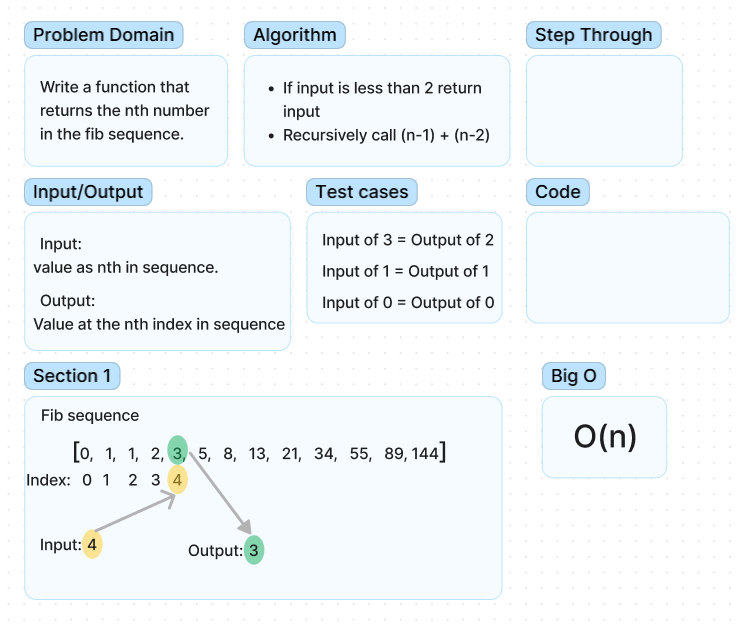 Problem Domain
Write a function that
returns the nth number
in the fib sequence.
Algorithm
• If input is less than 2 return
input
• Recursively call (n-1) + (n-2)
Step Through
Input/Output
Input:
value as nth in sequence.
Output:
Value at the nth index in sequence
Test cases
Input of 3 = Output of 2
Input of 1 = Output of 1
Input of 0 = Output of 0
Code
Section 1
Fib sequence
[0, 1, 1, 2, 3, 5, 8, 13, 21, 34, 55, 89, 144]
Index: 0 1 2 3 4
Input: 4
Output: 3
Big O
O(n)